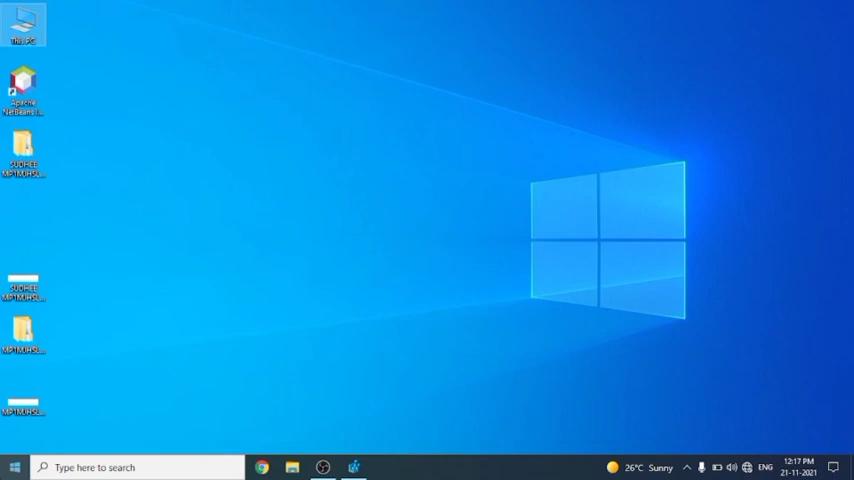 This PC
Apache
NetBeans I...
SUDHEE
MP1MJHSL...
SUDHEE
MP1MJHSL...
MP1MJHSL...
MP1MJHSL...
Type here to search
26°C Sunny
ENG
12:17 PM
21-11-2021